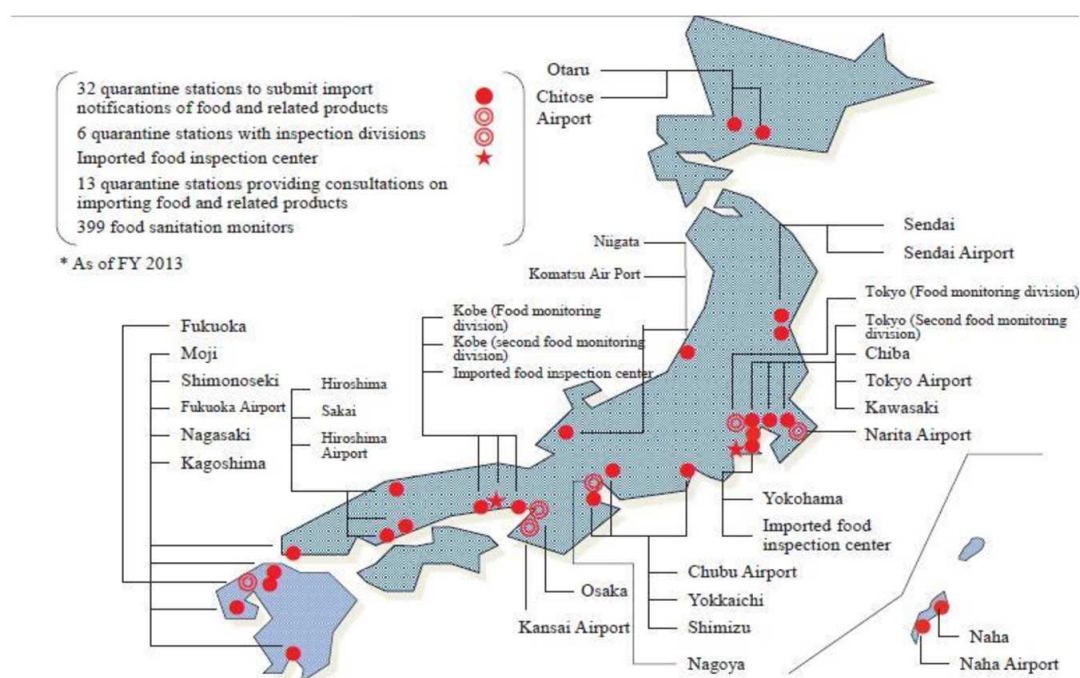 32 quarantine stations to submit import
notifications of food and related products
6 quarantine stations with inspection divisions
Imported food inspection center
13 quarantine stations providing consultations on
importing food and related products
399 food sanitation monitors
* As of FY 2013
Otaru
Chitose
Airport
Niigata
Komatsu Air Port
Sendai
Sendai Airport
Kobe (Food monitoring
division)
Kobe (second food monitoring
division)
Imported food inspection center
Tokyo (Food monitoring division)
Tokyo (Second food monitoring
division)
Chiba
Tokyo Airport
Kawasaki
Narita Airport
Fukuoka
Moji
Shimonoseki
Fukuoka Airport
Nagasaki
Kagoshima
Hiroshima
Sakai
Hiroshima
Airport
Yokohama
Imported food
inspection center
Chubu Airport
Yokkaichi
Shimizu
Nagoya
Osaka
Kansai Airport
Naha
Naha Airport